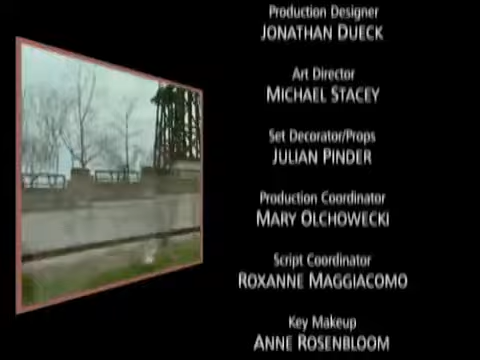 Production Designer
JONATHAN DUECK
Art Director
MICHAEL STACEY
Set Decorator/Props
JULIAN PINDER
Production Coordinator
MARY OLCHOWECKI
Script Coordinator
ROXANNE MAGGIACOMO
Key Makeup
ANNE ROSENBLOOM